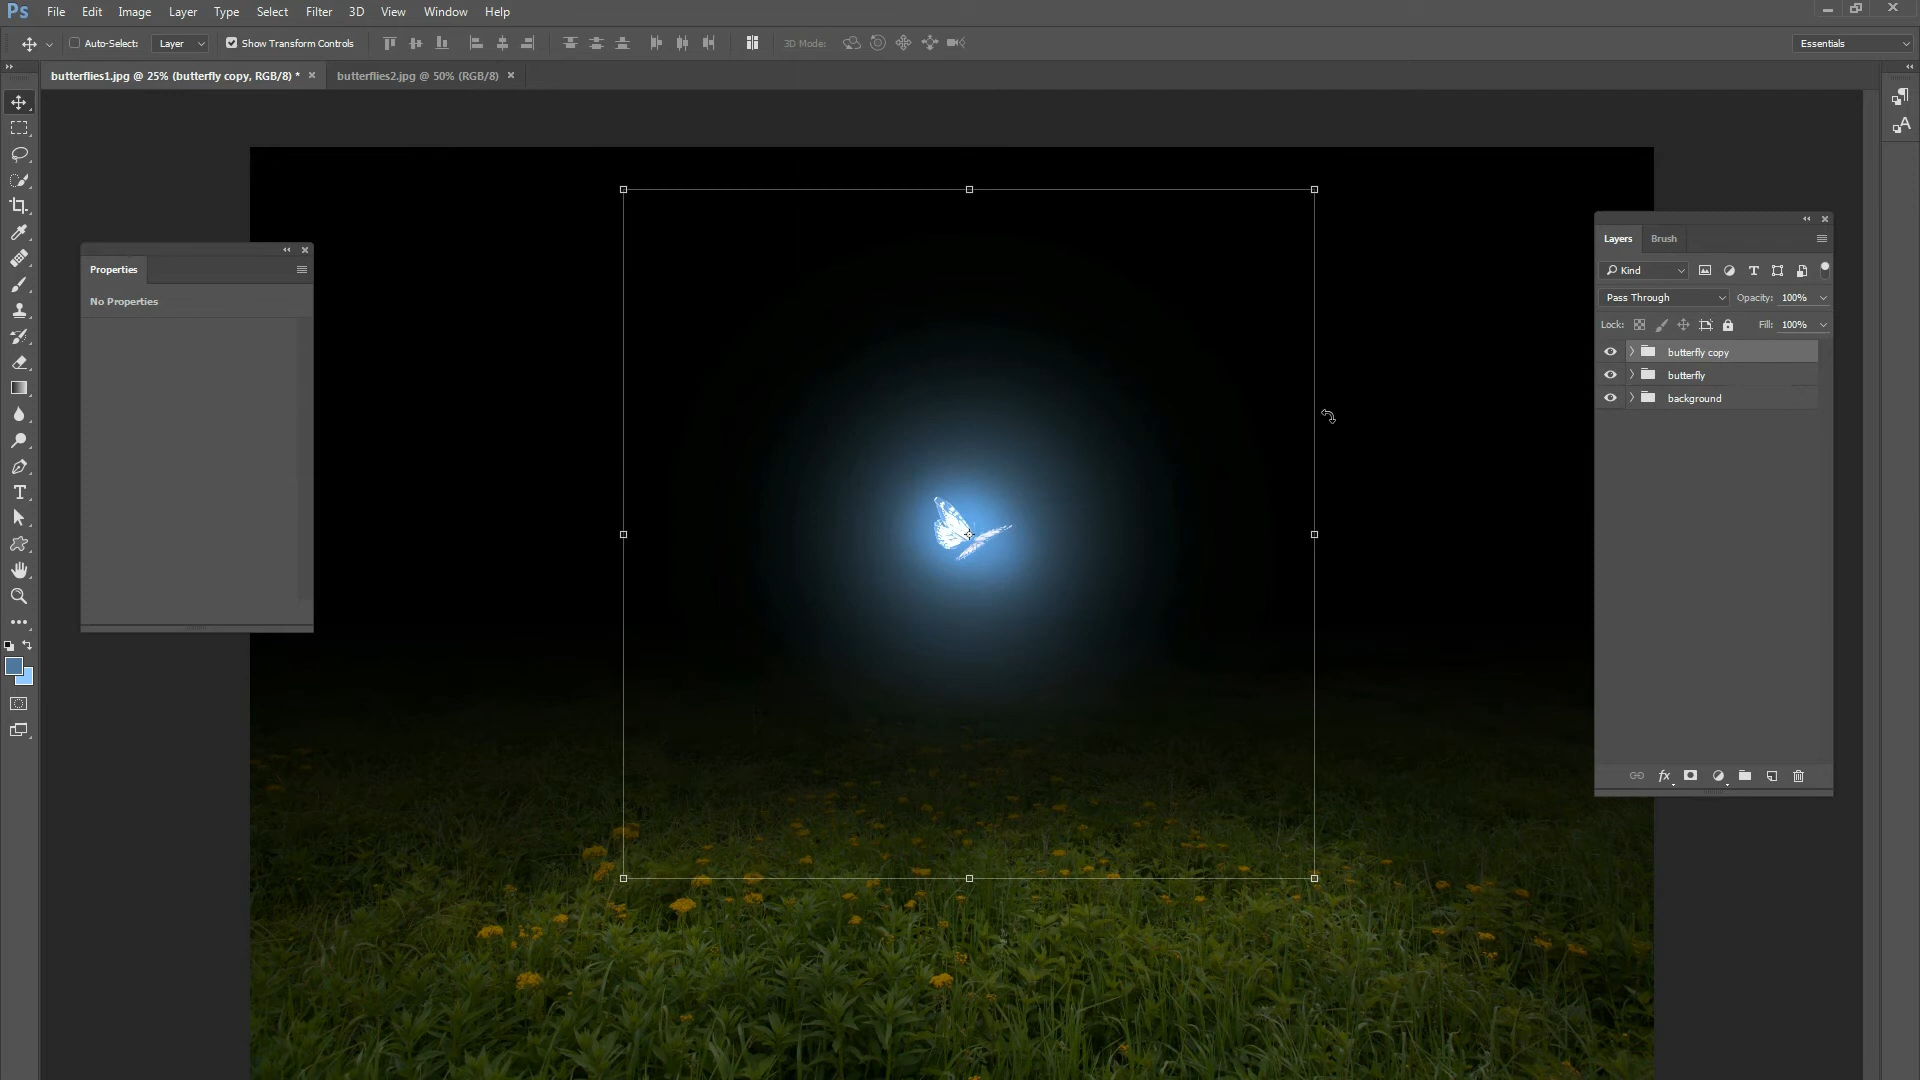 Ps File Edit Image Layer Type Select Filter 3D View Window Help
Auto-Select: Layer Show Transform Controls 3D Mode: Essentials
butterflies1.jpg @ 25% (butterfly copy, RGB/8) * butterflies2.jpg @ 50% (RGB/8)
Properties
No Properties
Layers Brush
Kind
Pass Through Opacity: 100%
Lock: Fill: 100%
butterfly copy
butterfly
background
fx